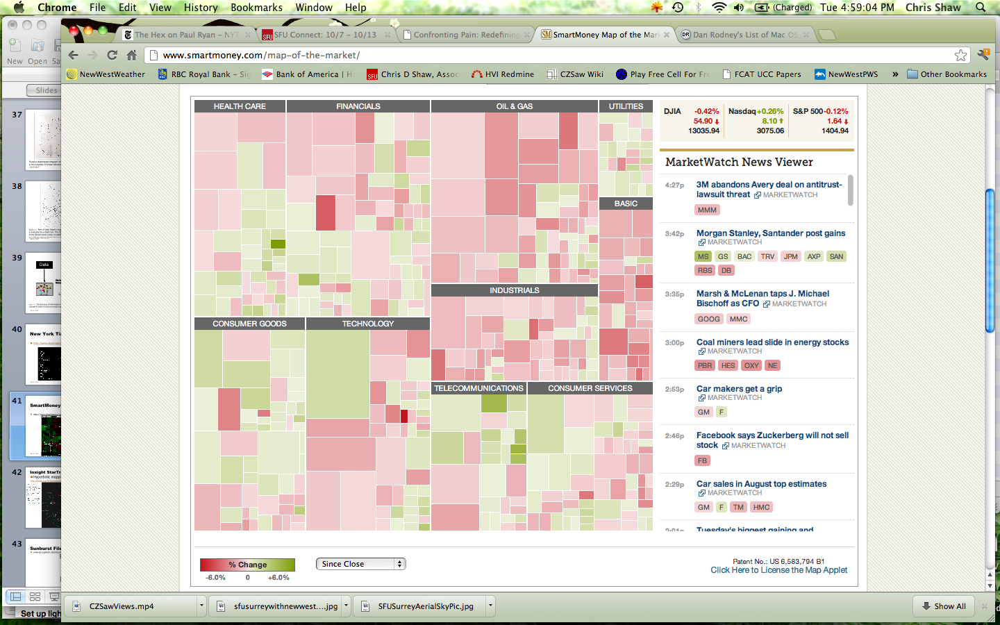 Chrome File Edit View History Bookmarks Window Help (Charged) Tue 4:59:04 PM Chris Shaw
The Hex on Paul Ryan – NYT
SFU Connect: 10/7 – 10/13
Confronting Pain: Redefining
SmartMoney Map of the Mar
Dan Rodney's List of Mac OS
New Open
www.smartmoney.com/map-of-the-market/
NewWestWeather RBC Royal Bank – Sig Bank of America | Ho Chris D Shaw, Assoc HVI Redmine CZSaw Wiki Play Free Cell For Fre FCAT UCC Papers NewWestPWS » Other Bookmarks
Slides
37
38
39
Data
40
New York Tim
41
SmartMoney
42
Inxight StarTr
Hyperbolic mapp
43
Sunburst File
Set up ligh
HEALTH CARE FINANCIALS OIL & GAS UTILITIES
BASIC
INDUSTRIALS
CONSUMER GOODS TECHNOLOGY
TELECOMMUNICATIONS CONSUMER SERVICES
DJIA -0.42% Nasdaq +0.26% S&P 500 -0.12%
54.90 8.10 1.64
13035.94 3075.06 1404.94
MarketWatch News Viewer
4:27p 3M abandons Avery deal on antitrust-
lawsuit threat MARKETWATCH
MMM
3:42p Morgan Stanley, Santander post gains
MARKETWATCH
MS GS BAC TRV JPM AXP SAN
RBS DB
3:35p Marsh & McLenan taps J. Michael
Bischoff as CFO MARKETWATCH
GOOG MMC
3:00p Coal miners lead slide in energy stocks
MARKETWATCH
PBR HES OXY NE
2:53p Car makers get a grip
MARKETWATCH
GM F
2:46p Facebook says Zuckerberg will not sell
stock MARKETWATCH
FB
2:29p Car sales in August top estimates
MARKETWATCH
GM F TM HMC
2:01p Tuesday's biggest gaining and
% Change
-6.0% 0 +6.0%
Since Close
Patent No.: US 6,583,794 B1
Click Here to License the Map Applet
CZSawViews.mp4 sfusurreywithnewwest....jpg SFUSurreyAerialSkyPic.jpg Show All